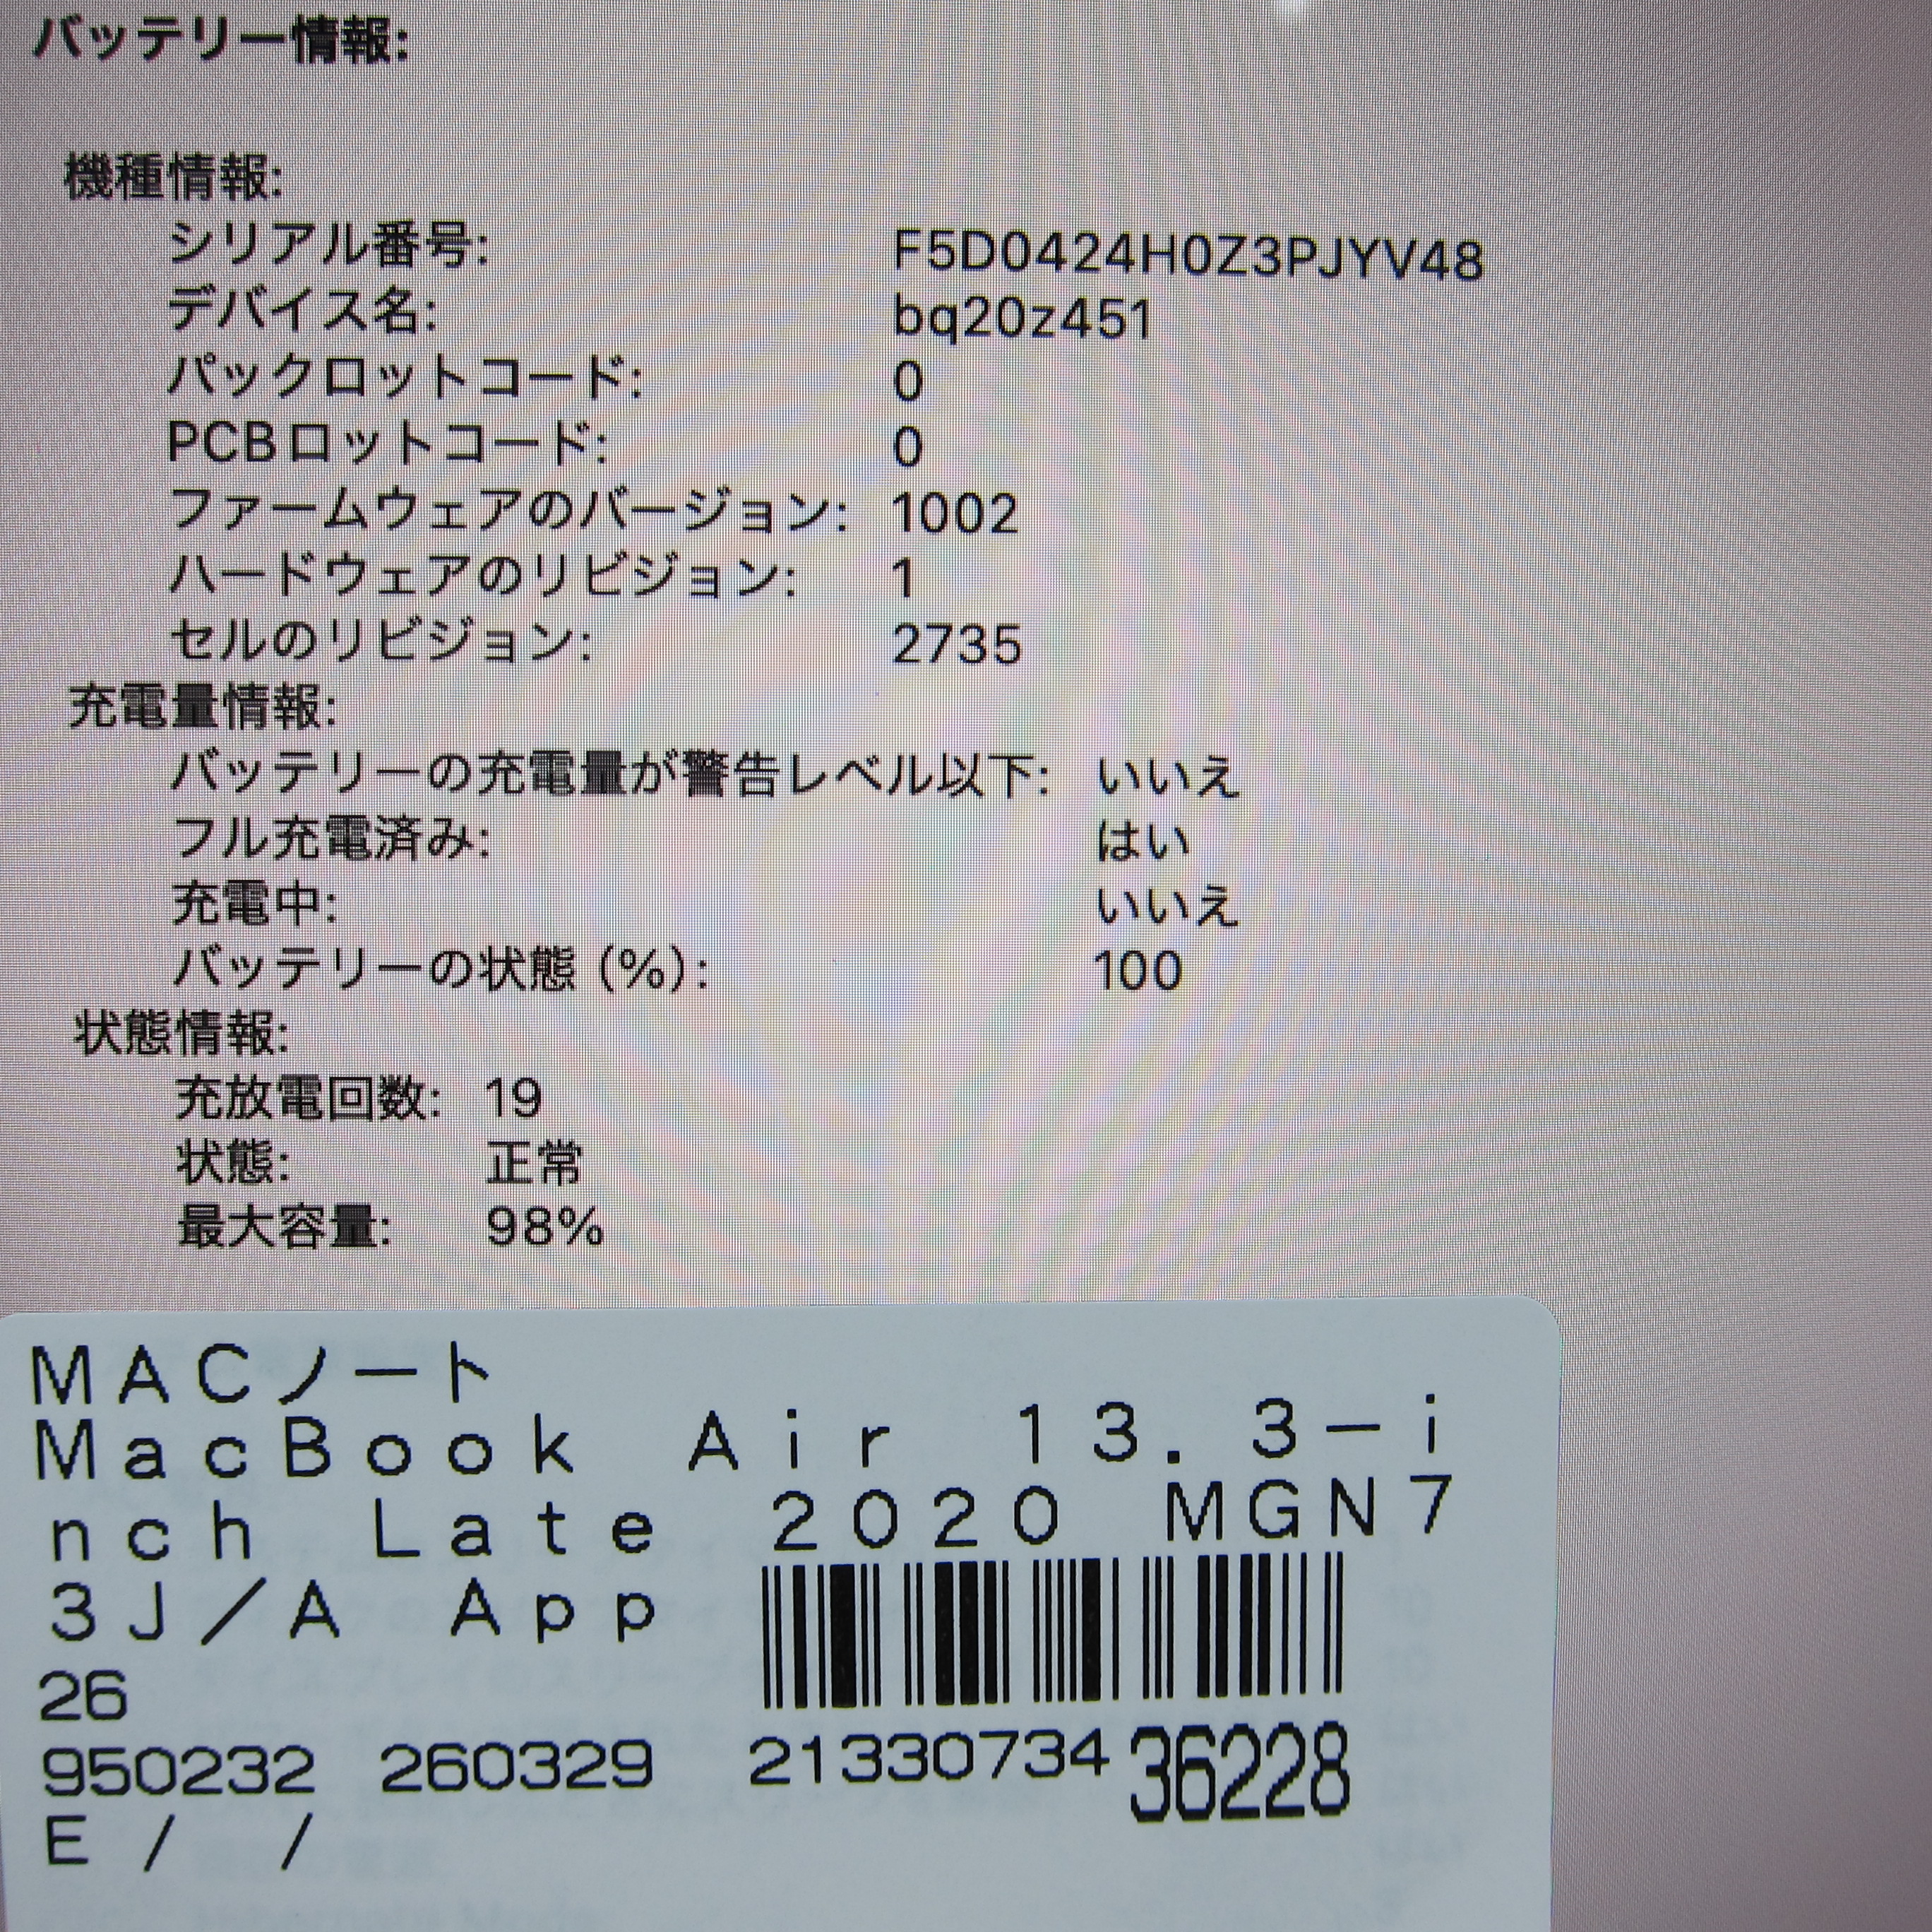 バッテリー情報:
機種情報:
シリアル番号: F5D0424H0Z3PJYV48
デバイス名: bq20z451
パックロットコード: 0
PCBロットコード: 0
ファームウェアのバージョン: 1002
ハードウェアのリビジョン: 1
セルのリビジョン: 2735
充電量情報:
バッテリーの充電量が警告レベル以下: いいえ
フル充電済み: はい
充電中: いいえ
バッテリーの状態 (%): 100
状態情報:
充放電回数: 19
状態: 正常
最大容量: 98%
MACノート
MacBook Air 13.3-i
nch Late 2020 MGN7
3J/A App
26
950232 260329 21330734 36228
E / /